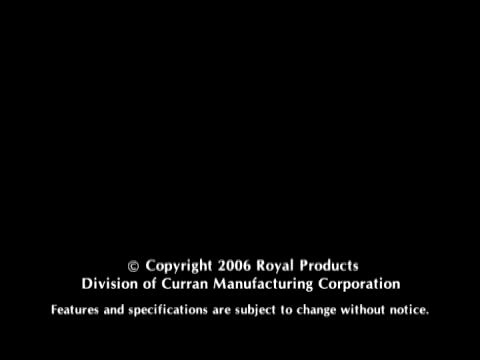 © Copyright 2006 Royal Products
Division of Curran Manufacturing Corporation
Features and specifications are subject to change without notice.